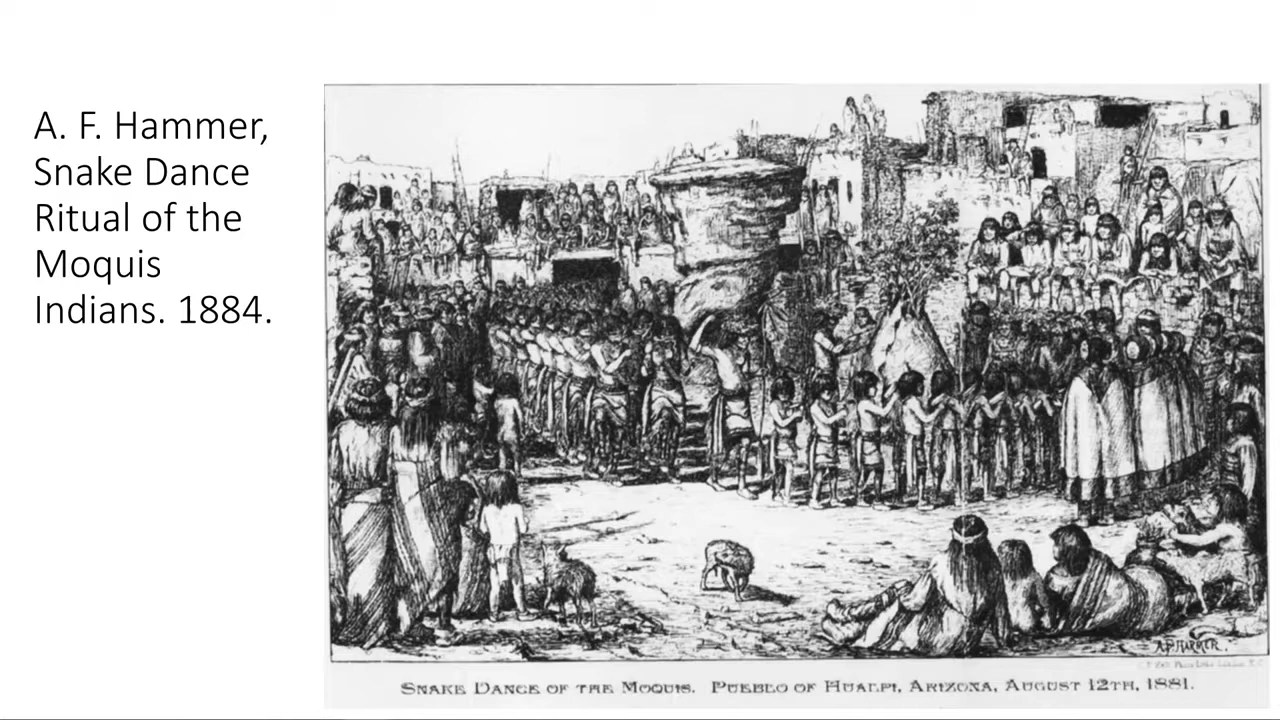 A. F. Hammer,
Snake Dance
Ritual of the
Moquis
Indians. 1884.
A.P. HARMER.
SNAKE DANCE OF THE MOQUIS. PUEBLO OF HUALPI, ARIZONA, AUGUST 12TH, 1881.